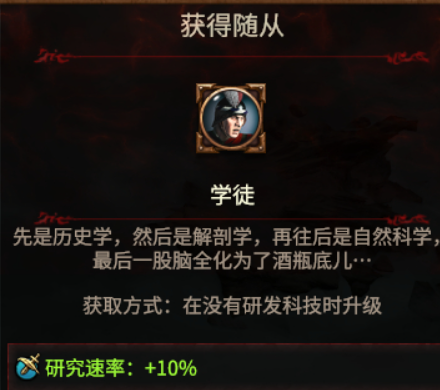 获得随从
学徒
先是历史学，然后是解剖学，再往后是自然科学，
最后一股脑全化为了酒瓶底儿…
获取方式：在没有研发科技时升级
研究速率：+10%